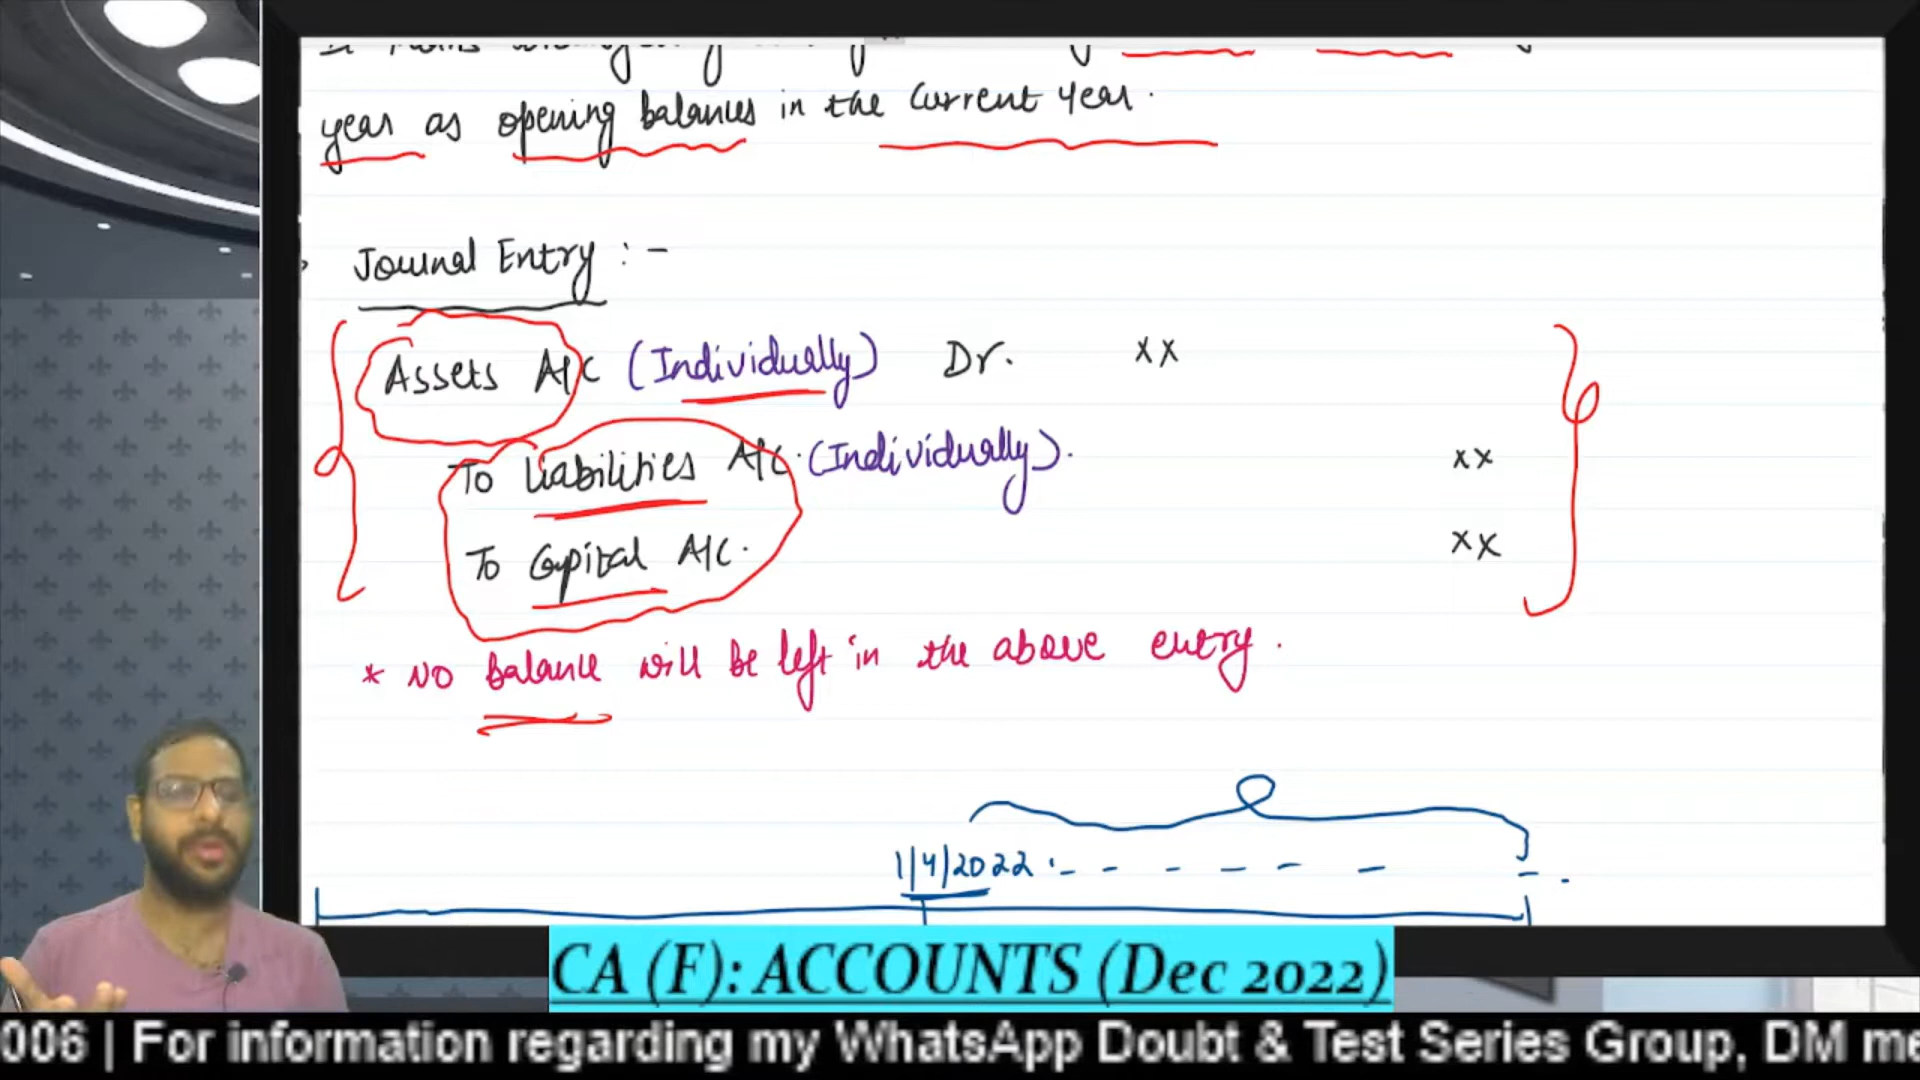 year as opening balances in the current year.
Journal Entry :-
Assets A/C (Individually) Dr. xx
To Liabilities A/C. (Individually). xx
To Capital A/C. xx
* No balance will be left in the above entry.
1/4/2022
CA (F): ACCOUNTS (Dec 2022)
006 | For information regarding my WhatsApp Doubt & Test Series Group, DM me